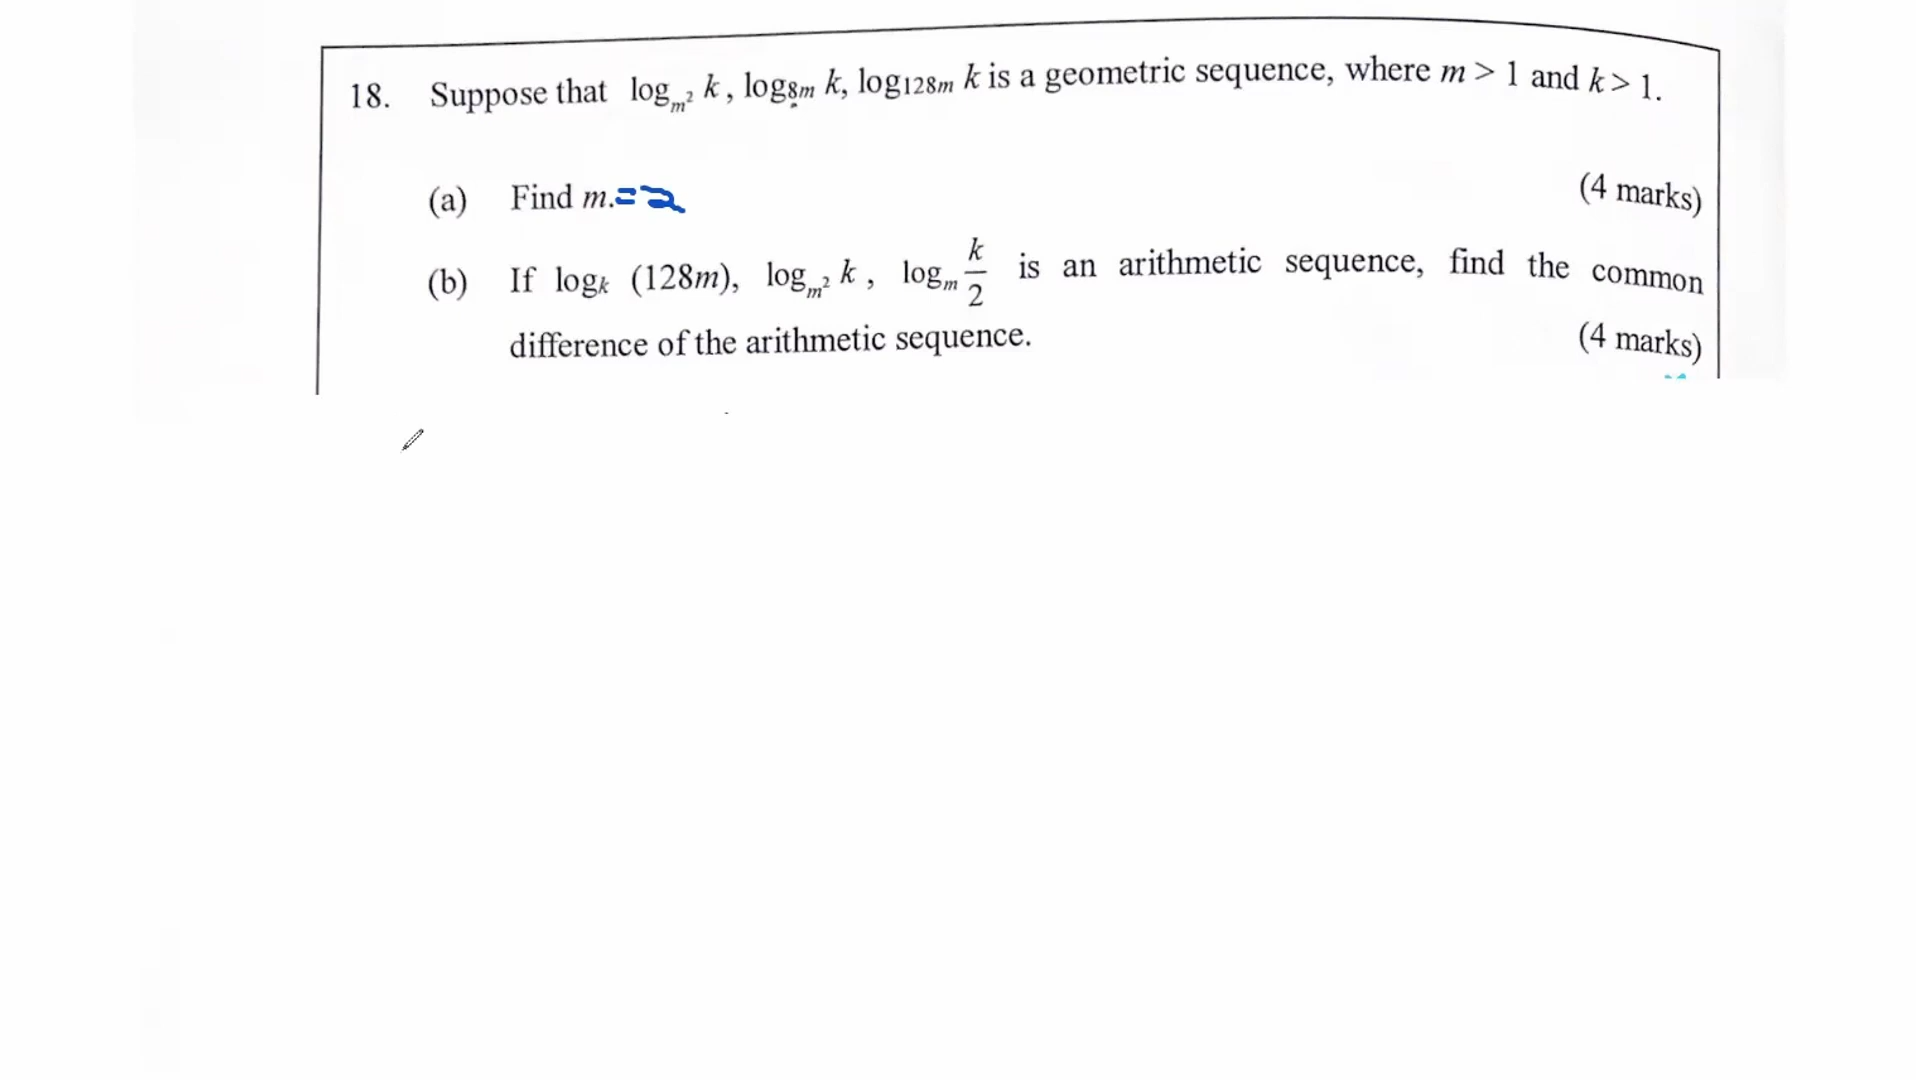 18. Suppose that log_{m²} k, log_{8m} k, log_{128m} k is a geometric sequence, where m > 1 and k > 1.
(a) Find m. = 2 (4 marks)
(b) If log_k (128m), log_{m²} k, log_m k/2 is an arithmetic sequence, find the common
difference of the arithmetic sequence. (4 marks)